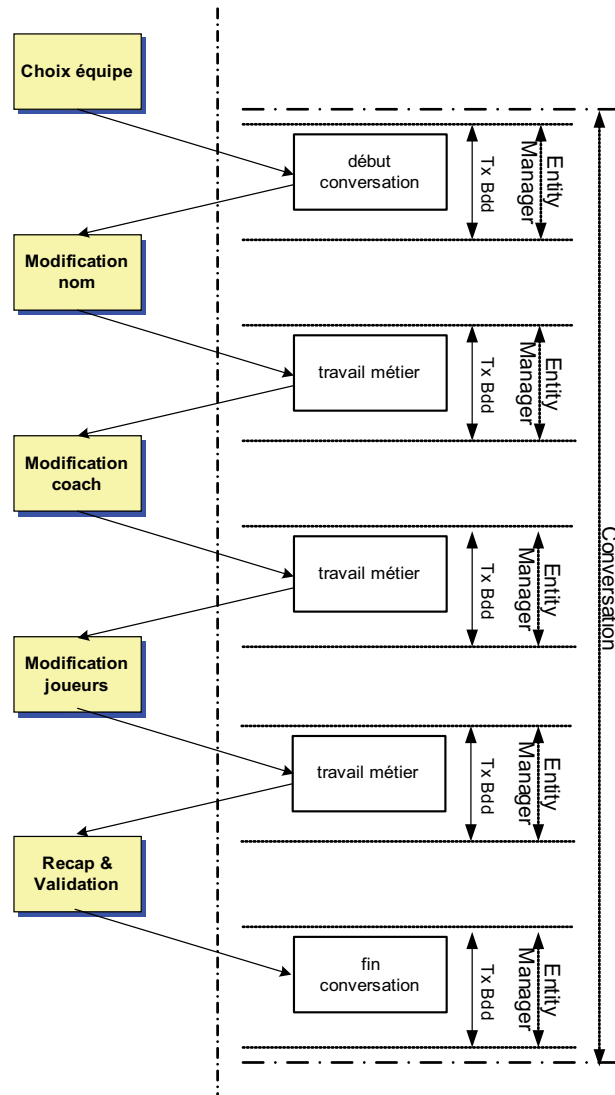 Choix équipe
début
conversation
Tx Bdd
Entity
Manager
Modification
nom
travail métier
Tx Bdd
Entity
Manager
Modification
coach
travail métier
Tx Bdd
Entity
Manager
Conversation
Modification
joueurs
travail métier
Tx Bdd
Entity
Manager
Recap &
Validation
fin
conversation
Tx Bdd
Entity
Manager